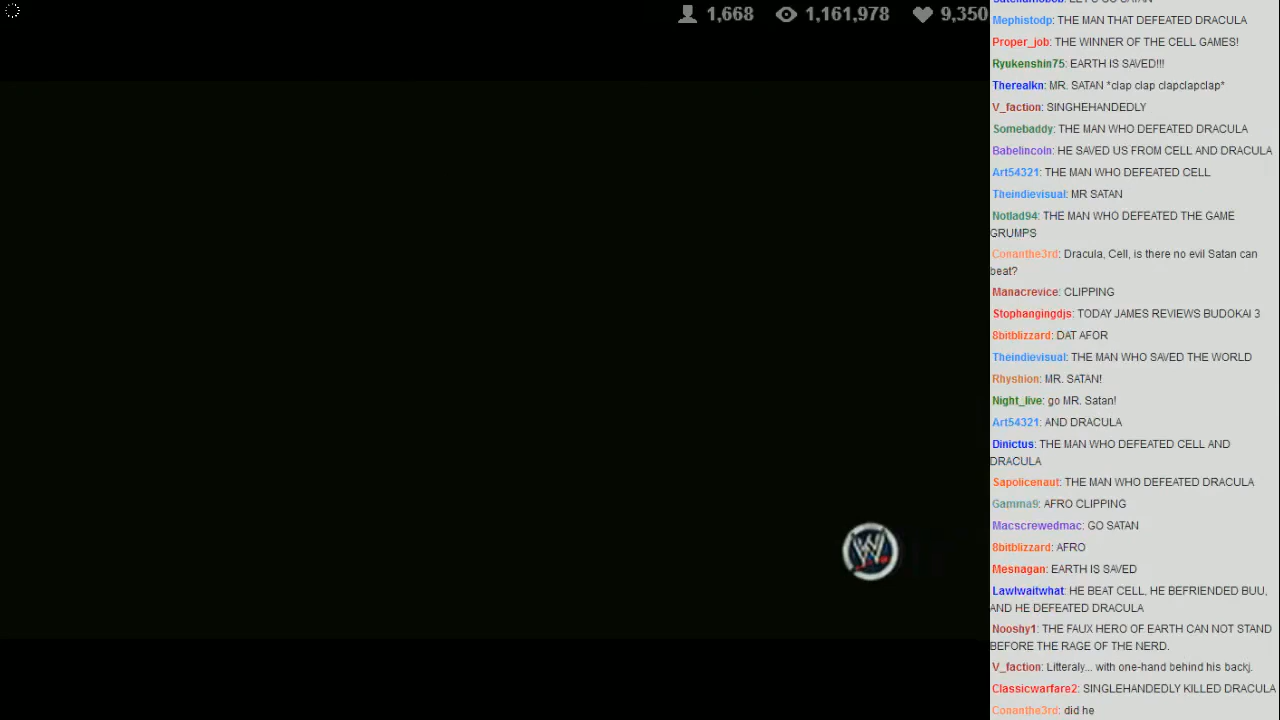 1,668 1,161,978 9,350
Mephistodp: THE MAN THAT DEFEATED DRACULA
Proper_job: THE WINNER OF THE CELL GAMES!
Ryukenshin75: EARTH IS SAVED!!!
Therealkn: MR. SATAN *clap clap clapclapclap*
V_faction: SINGHEHANDEDLY
Somebaddy: THE MAN WHO DEFEATED DRACULA
Babelincoln: HE SAVED US FROM CELL AND DRACULA
Art54321: THE MAN WHO DEFEATED CELL
Theindievisual: MR SATAN
Notlad94: THE MAN WHO DEFEATED THE GAME
GRUMPS
Conanthe3rd: Dracula, Cell, is there no evil Satan can
beat?
Manacrevice: CLIPPING
Stophangingdjs: TODAY JAMES REVIEWS BUDOKAI 3
8bitblizzard: DAT AFOR
Theindievisual: THE MAN WHO SAVED THE WORLD
Rhyshion: MR. SATAN!
Night_live: go MR. Satan!
Art54321: AND DRACULA
Dinictus: THE MAN WHO DEFEATED CELL AND
DRACULA
Sapolicenaut: THE MAN WHO DEFEATED DRACULA
Gamma9: AFRO CLIPPING
Macscrewedmac: GO SATAN
8bitblizzard: AFRO
Mesnagan: EARTH IS SAVED
Lawlwaitwhat: HE BEAT CELL, HE BEFRIENDED BUU,
AND HE DEFEATED DRACULA
Nooshy1: THE FAUX HERO OF EARTH CAN NOT STAND
BEFORE THE RAGE OF THE NERD.
V_faction: Litteraly... with one-hand behind his backj.
Classicwarfare2: SINGLEHANDEDLY KILLED DRACULA
Conanthe3rd: did he